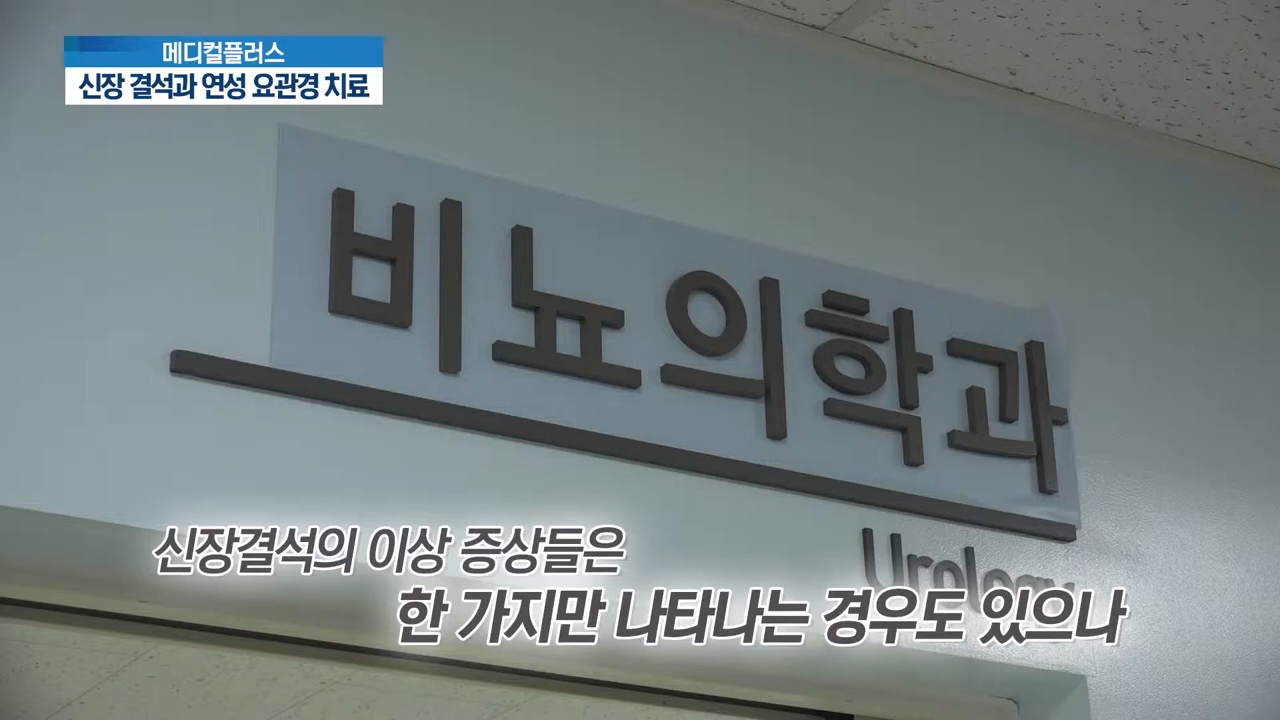 메디컬플러스
신장 결석과 연성 요관경 치료
비뇨의학과
Urology
신장결석의 이상 증상들은
한 가지만 나타나는 경우도 있으나